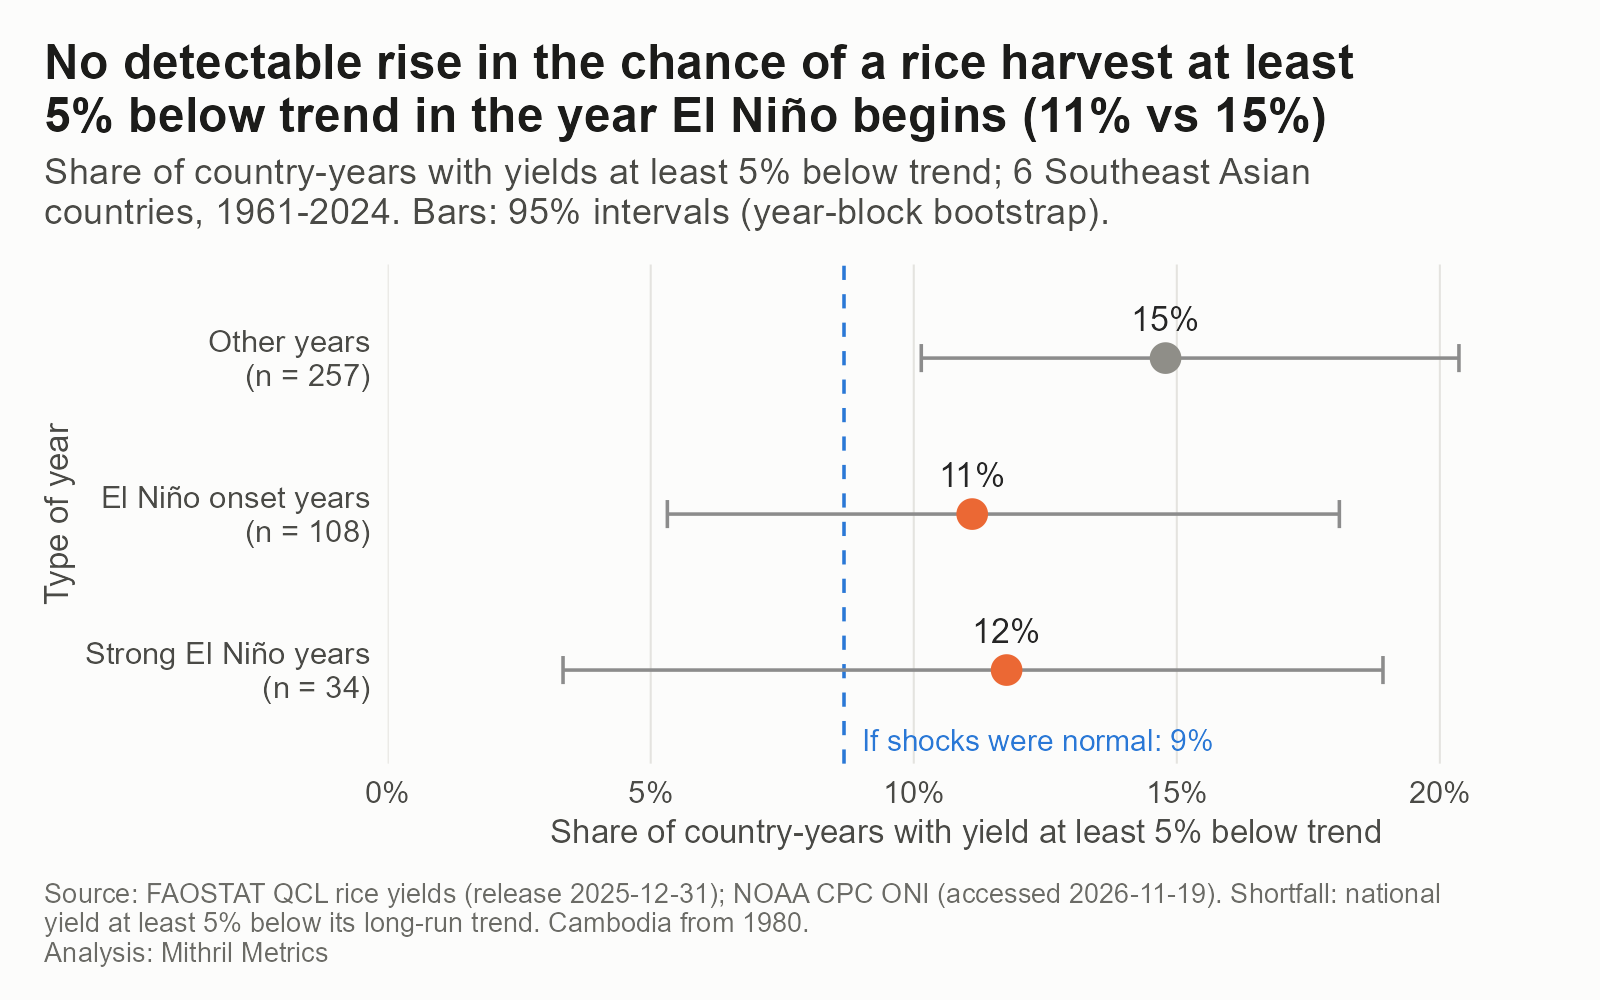 No detectable rise in the chance of a rice harvest at least
5% below trend in the year El Niño begins (11% vs 15%)
Share of country-years with yields at least 5% below trend; 6 Southeast Asian
countries, 1961-2024. Bars: 95% intervals (year-block bootstrap).
Type of year
Other years
(n = 257)
15%
El Niño onset years
(n = 108)
11%
Strong El Niño years
(n = 34)
12%
If shocks were normal: 9%
0% 5% 10% 15% 20%
Share of country-years with yield at least 5% below trend
Source: FAOSTAT QCL rice yields (release 2025-12-31); NOAA CPC ONI (accessed 2026-11-19). Shortfall: national
yield at least 5% below its long-run trend. Cambodia from 1980.
Analysis: Mithril Metrics